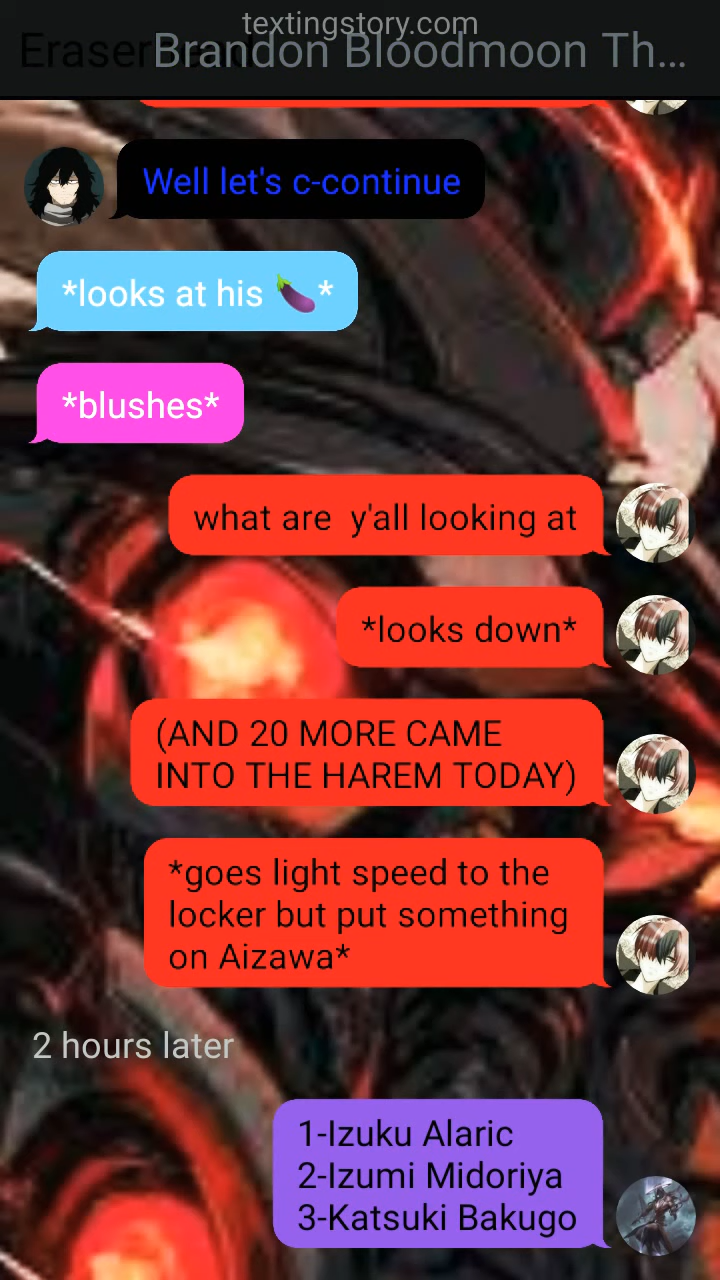 textingstory.com
Brandon Bloodmoon Th...
Well let's c-continue
*looks at his 🍆*
*blushes*
what are  y'all looking at
*looks down*
(AND 20 MORE CAME
INTO THE HAREM TODAY)
*goes light speed to the
locker but put something
on Aizawa*
2 hours later
1-Izuku Alaric
2-Izumi Midoriya
3-Katsuki Bakugo